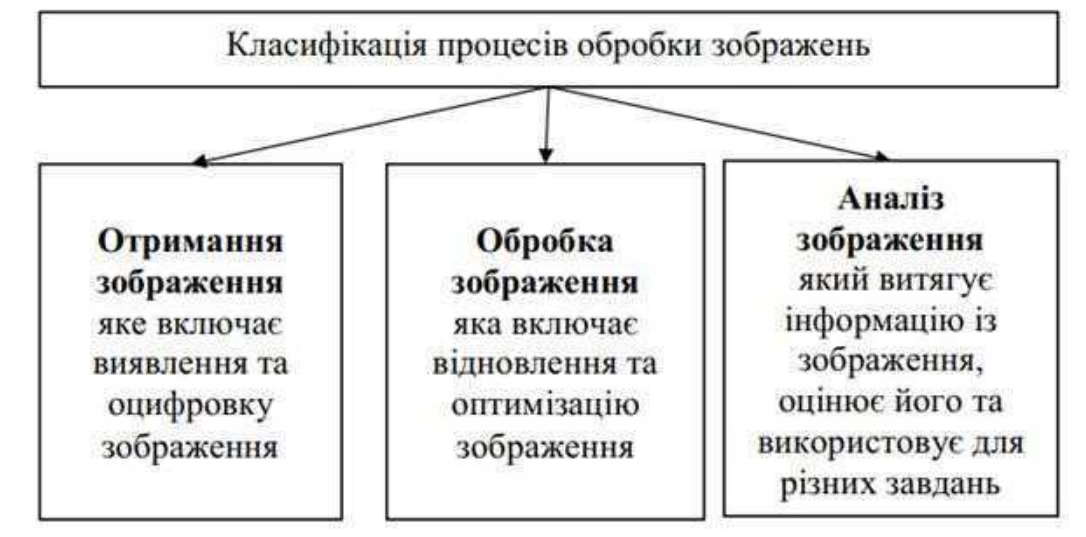 Класифікація процесів обробки зображень
Отримання
зображення
яке включає
виявлення та
оцифровку
зображення
Обробка
зображення
яка включає
відновлення та
оптимізацію
зображення
Аналіз
зображення
який витягує
інформацію із
зображення,
оцінює його та
використовує для
різних завдань